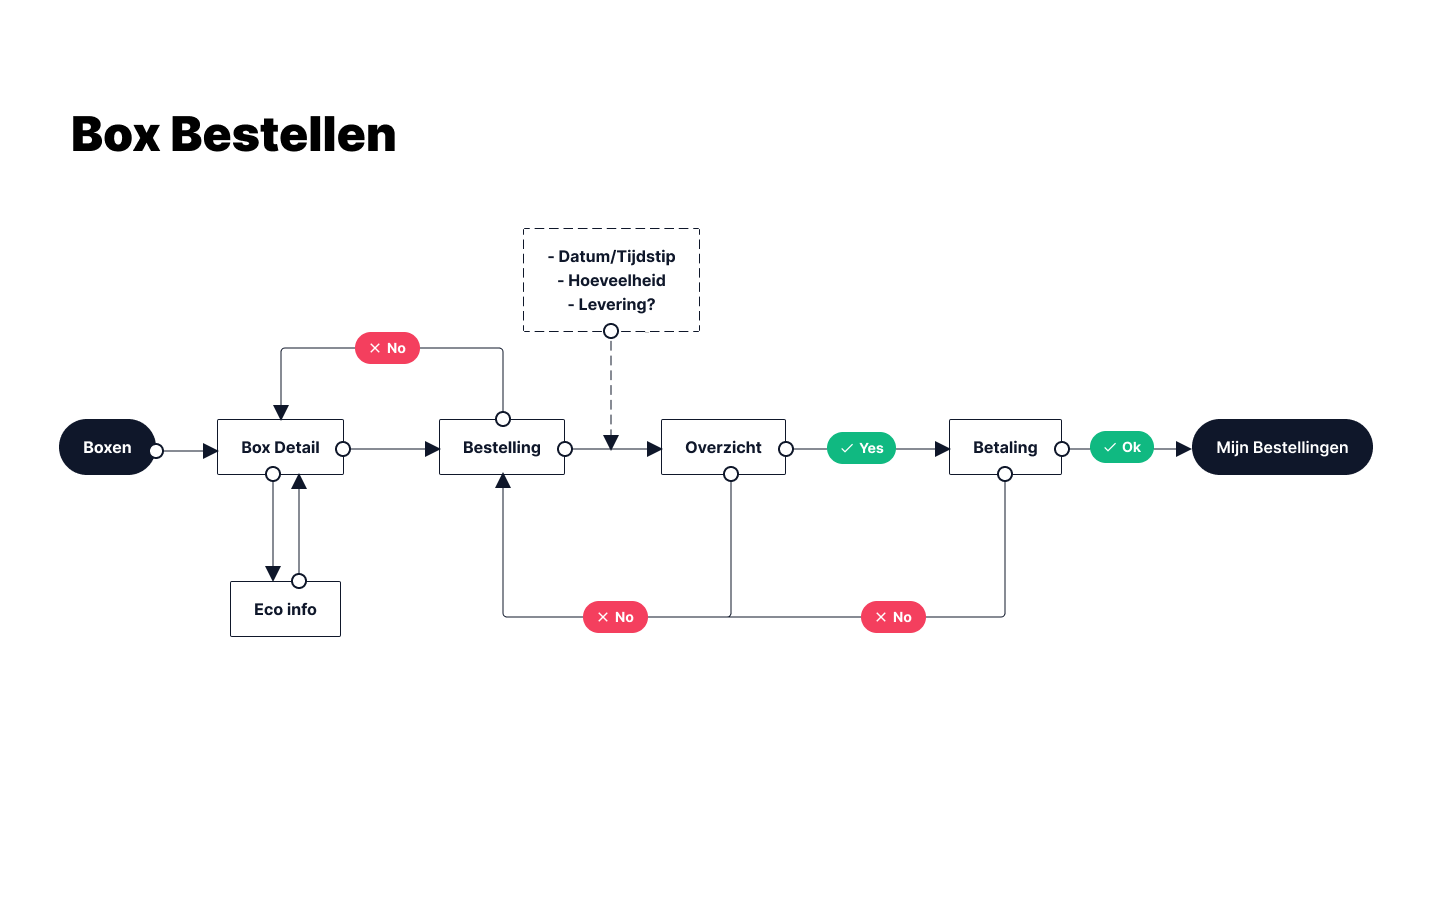 Box Bestellen
- Datum/Tijdstip
- Hoeveelheid
- Levering?
No
Boxen
Box Detail
Bestelling
Overzicht
Yes
Betaling
Ok
Mijn Bestellingen
Eco info
No
No